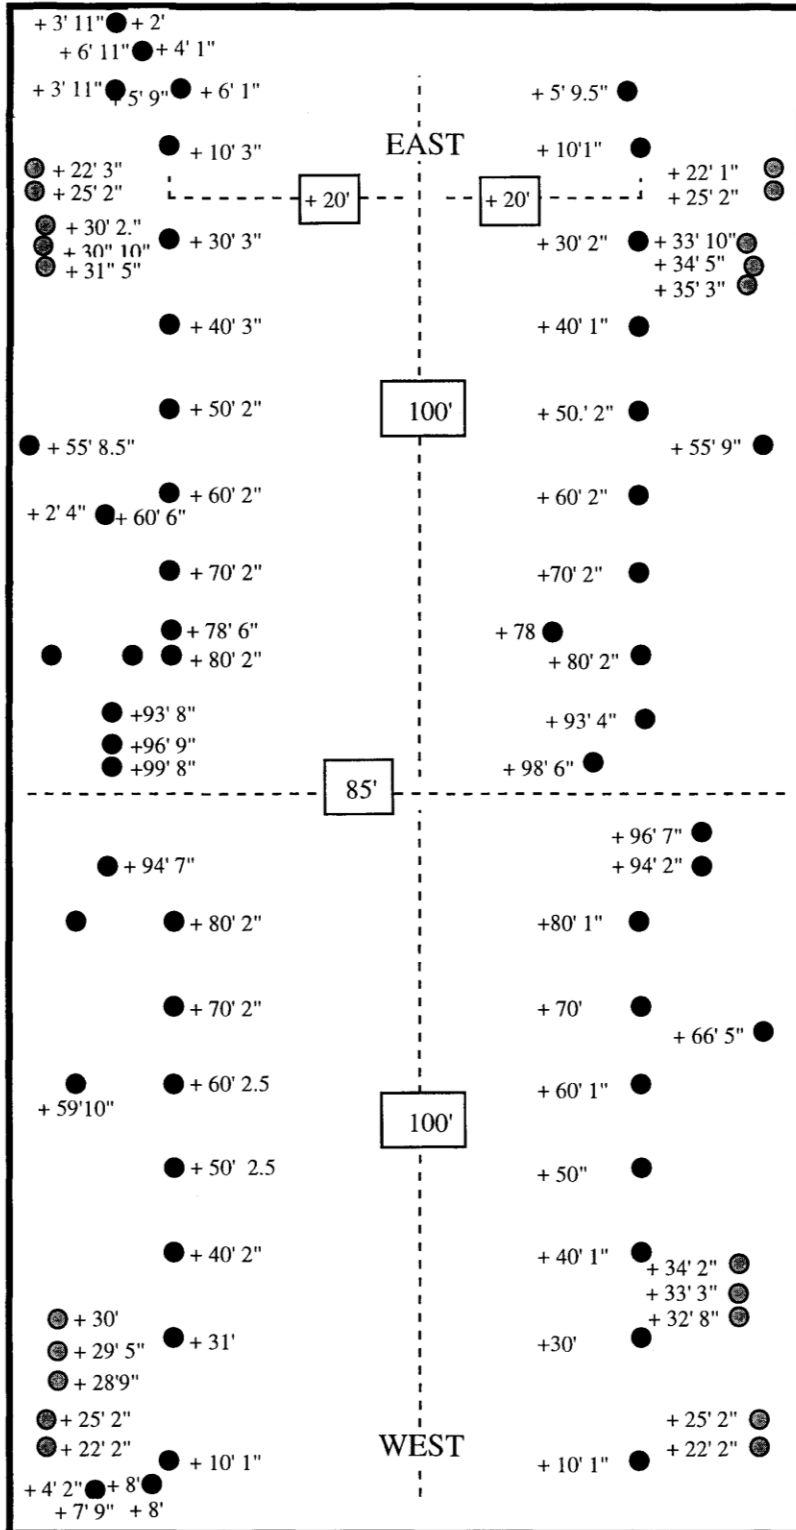 + 3' 11" + 2'
+ 6' 11" + 4' 1"
+ 3' 11" + 5' 9" + 6' 1" + 5' 9.5"
+ 10' 3" EAST + 10'1"
+ 22' 3" + 22' 1"
+ 25' 2" + 20' + 20' + 25' 2"
+ 30' 2." + 30' 3" + 30' 2" + 33' 10"
+ 30" 10" + 34' 5"
+ 31" 5" + 35' 3"
+ 40' 3" + 40' 1"
+ 50' 2" 100' + 50.' 2"
+ 55' 8.5" + 55' 9"
+ 60' 2" + 60' 2"
+ 2' 4" + 60' 6"
+ 70' 2" +70' 2"
+ 78' 6" + 78
+ 80' 2" + 80' 2"
+93' 8" + 93' 4"
+96' 9"
+99' 8" + 98' 6"
85'
+ 96' 7"
+ 94' 7" + 94' 2"
+ 80' 2" +80' 1"
+ 70' 2" + 70'
+ 66' 5"
+ 60' 2.5 + 60' 1"
+ 59'10"
100'
+ 50' 2.5 + 50"
+ 40' 2" + 40' 1"
+ 34' 2"
+ 33' 3"
+ 30' + 32' 8"
+ 29' 5" + 31' +30'
+ 28'9"
+ 25' 2" + 25' 2"
+ 22' 2" WEST + 22' 2"
+ 10' 1" + 10' 1"
+ 4' 2" + 8'
+ 7' 9" + 8'